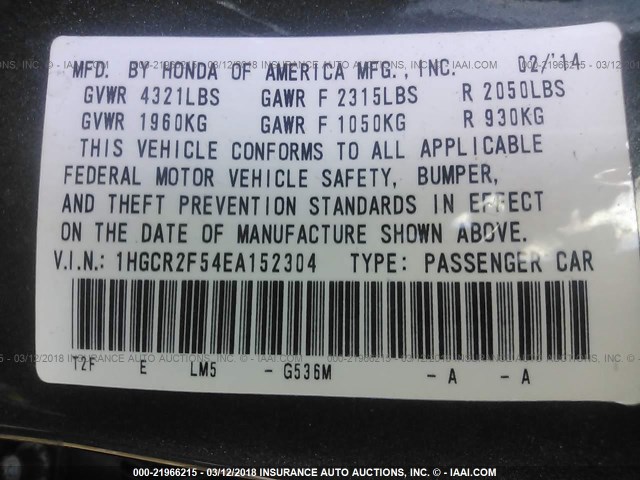 MFD. BY HONDA OF AMERICA MFG., INC. 02/'14
GVWR 4321LBS GAWR F 2315LBS R 2050LBS
GVWR 1960KG GAWR F 1050KG R 930KG
THIS VEHICLE CONFORMS TO ALL APPLICABLE
FEDERAL MOTOR VEHICLE SAFETY, BUMPER,
AND THEFT PREVENTION STANDARDS IN EFFECT
ON THE DATE OF MANUFACTURE SHOWN ABOVE.
V.I.N.: 1HGCR2F54EA152304 TYPE: PASSENGER CAR
T2F E LM5 - G536M - A - A
000-21966215 - 03/12/2018 INSURANCE AUTO AUCTIONS, INC. - © IAAI.COM